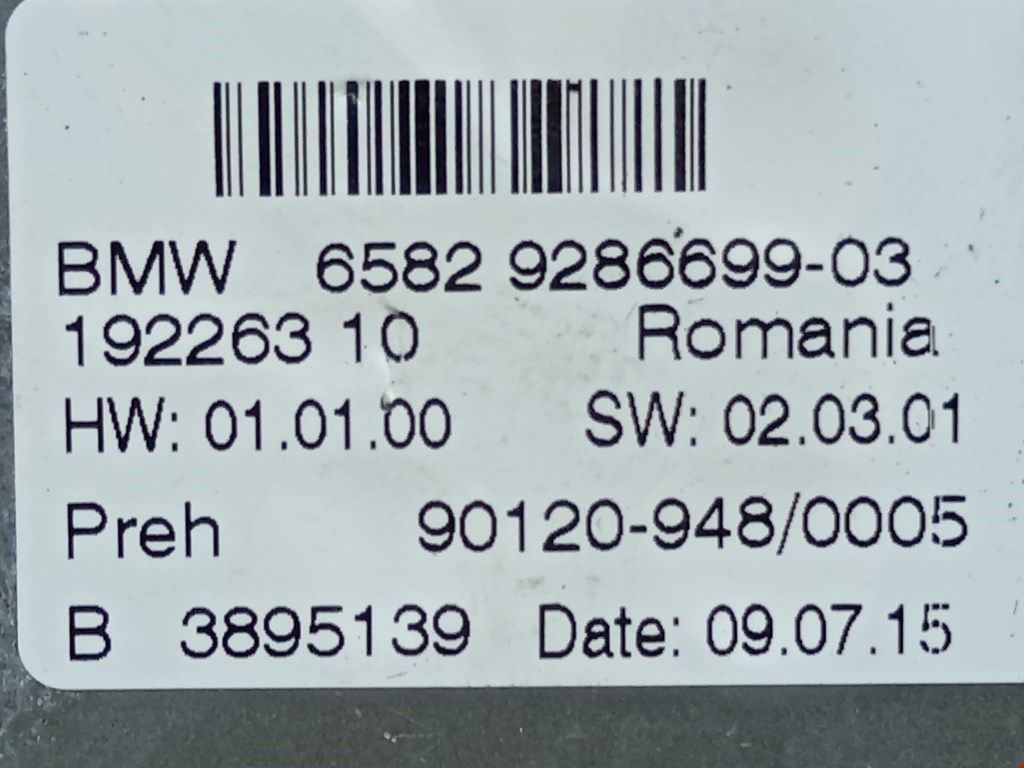 BMW 6582 9286699-03
192263 10 Romania
HW: 01.01.00 SW: 02.03.01
Preh 90120-948/0005
B 3895139 Date: 09.07.15